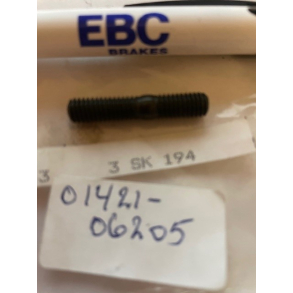 EBC
BRAKES
3
3 SK 194
01421-
06205